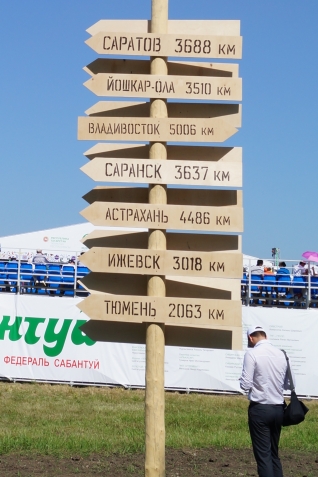 САРАТОВ 3688 КМ
ЙОШКАР-ОЛА 3510 КМ
ВЛАДИВОСТОК 5006 КМ
САРАНСК 3637 КМ
АСТРАХАНЬ 4486 КМ
ИЖЕВСК 3018 КМ
ТЮМЕНЬ 2063 КМ
нтуй
ФЕДЕРАЛЬ САБАНТУЙ